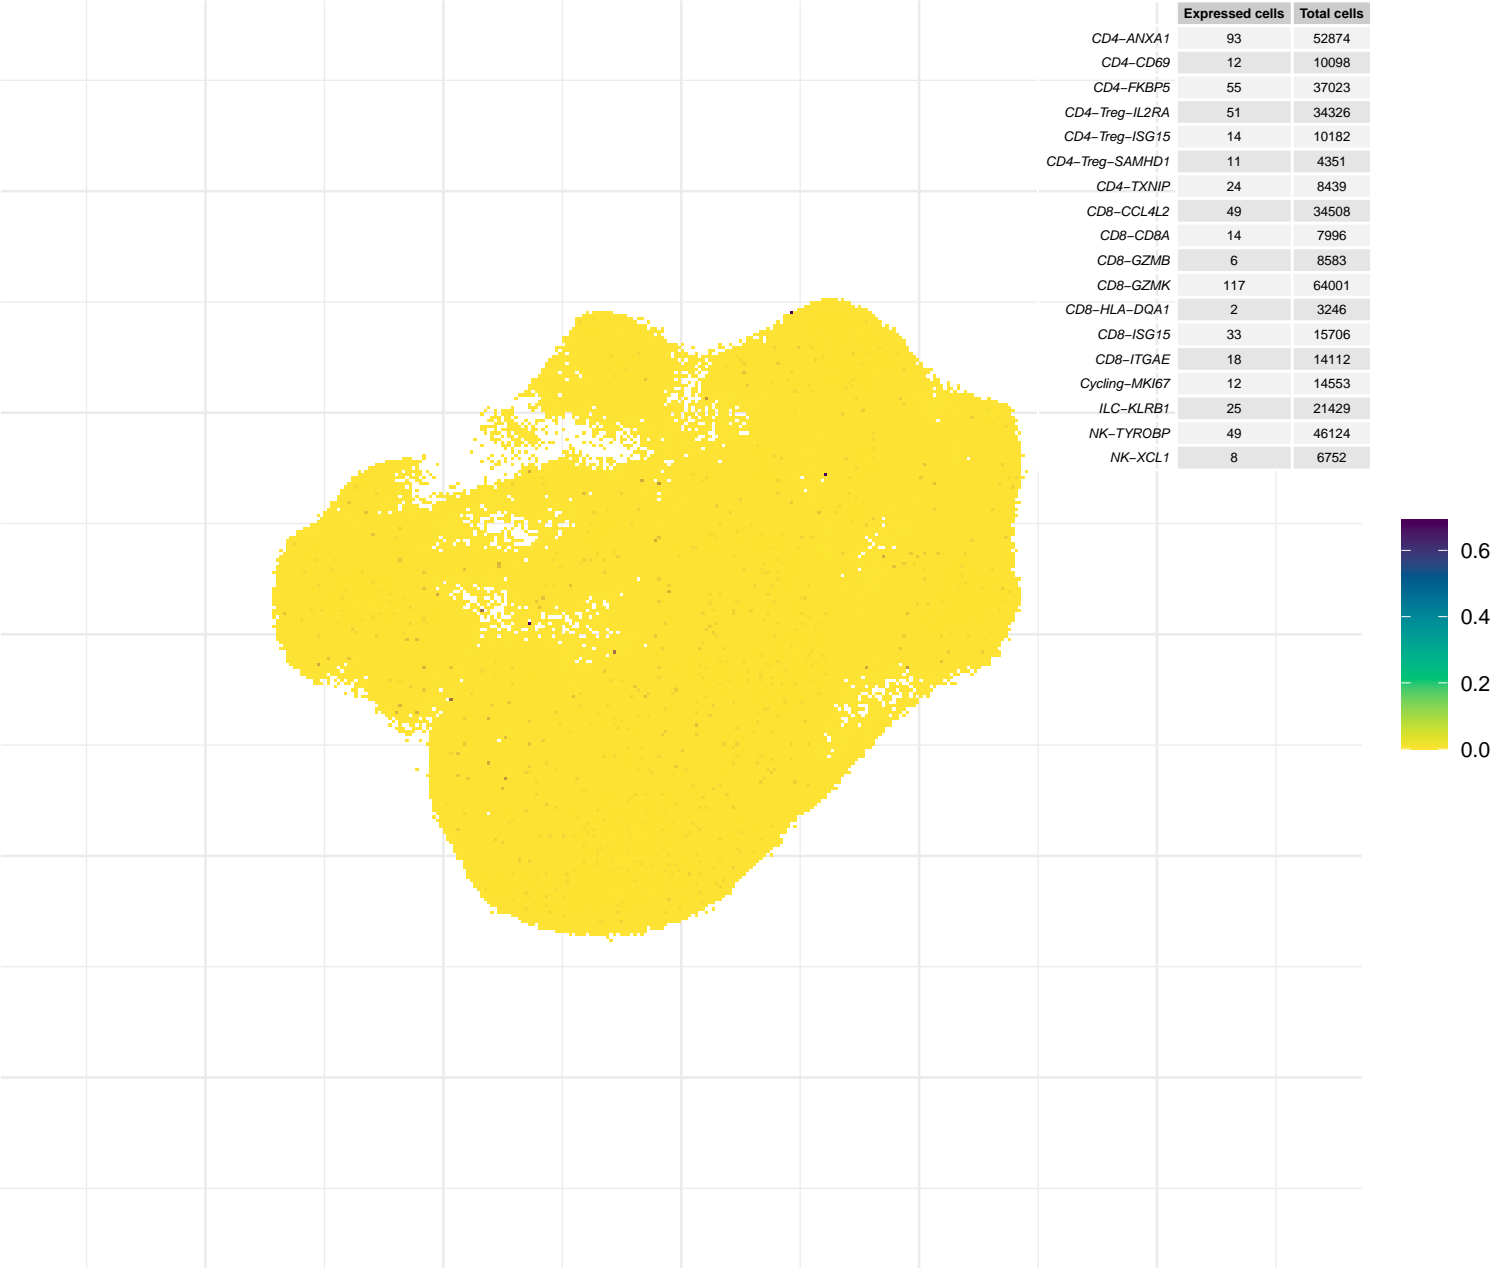 Expressed cells Total cells
CD4−ANXA1 93 52874
CD4−CD69 12 10098
CD4−FKBP5 55 37023
CD4−Treg−IL2RA 51 34326
CD4−Treg−ISG15 14 10182
CD4−Treg−SAMHD1 11 4351
CD4−TXNIP 24 8439
CD8−CCL4L2 49 34508
CD8−CD8A 14 7996
CD8−GZMB 6 8583
CD8−GZMK 117 64001
CD8−HLA−DQA1 2 3246
CD8−ISG15 33 15706
CD8−ITGAE 18 14112
Cycling−MKI67 12 14553
ILC−KLRB1 25 21429
NK−TYROBP 49 46124
NK−XCL1 8 6752
0.6
0.4
0.2
0.0